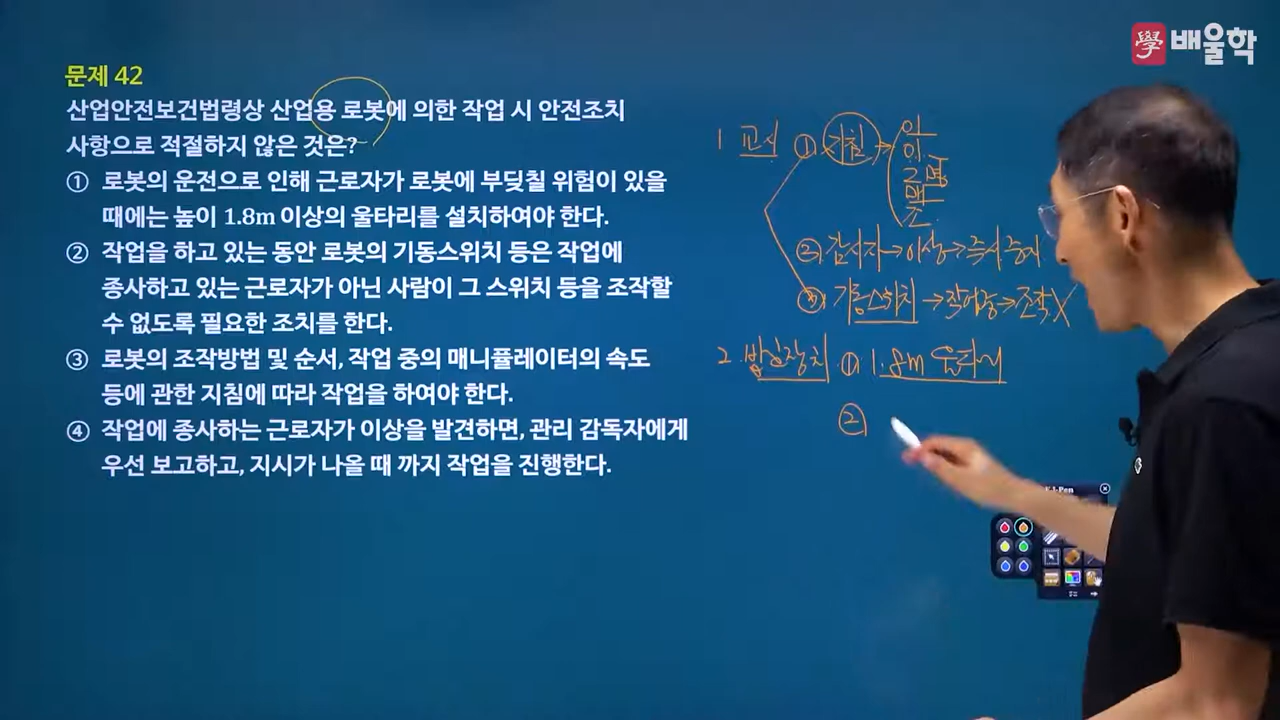 學 배울학
문제 42
산업안전보건법령상 산업용 로봇에 의한 작업 시 안전조치
사항으로 적절하지 않은 것은?
① 로봇의 운전으로 인해 근로자가 로봇에 부딪칠 위험이 있을
때에는 높이 1.8m 이상의 울타리를 설치하여야 한다.
② 작업을 하고 있는 동안 로봇의 기동스위치 등은 작업에
종사하고 있는 근로자가 아닌 사람이 그 스위치 등을 조작할
수 없도록 필요한 조치를 한다.
③ 로봇의 조작방법 및 순서, 작업 중의 매니퓰레이터의 속도
등에 관한 지침에 따라 작업을 하여야 한다.
④ 작업에 종사하는 근로자가 이상을 발견하면, 관리 감독자에게
우선 보고하고, 지시가 나올 때 까지 작업을 진행한다.
1 교시 ① 지침 →
이
이
조
② 감시자→이상→즉시 중지
③ 기동스위치 →작업중→조작X
2. 방호장치 ① 1.8m 울타리
②